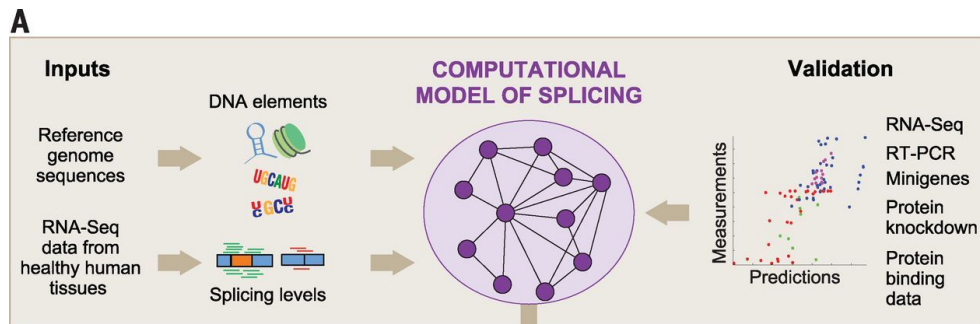 A
Inputs
Reference
genome
sequences
RNA-Seq
data from
healthy human
tissues
DNA elements
UGCAUG
UGCU
CC
Splicing levels
COMPUTATIONAL
MODEL OF SPLICING
Validation
Measurements
Predictions
RNA-Seq
RT-PCR
Minigenes
Protein
knockdown
Protein
binding
data